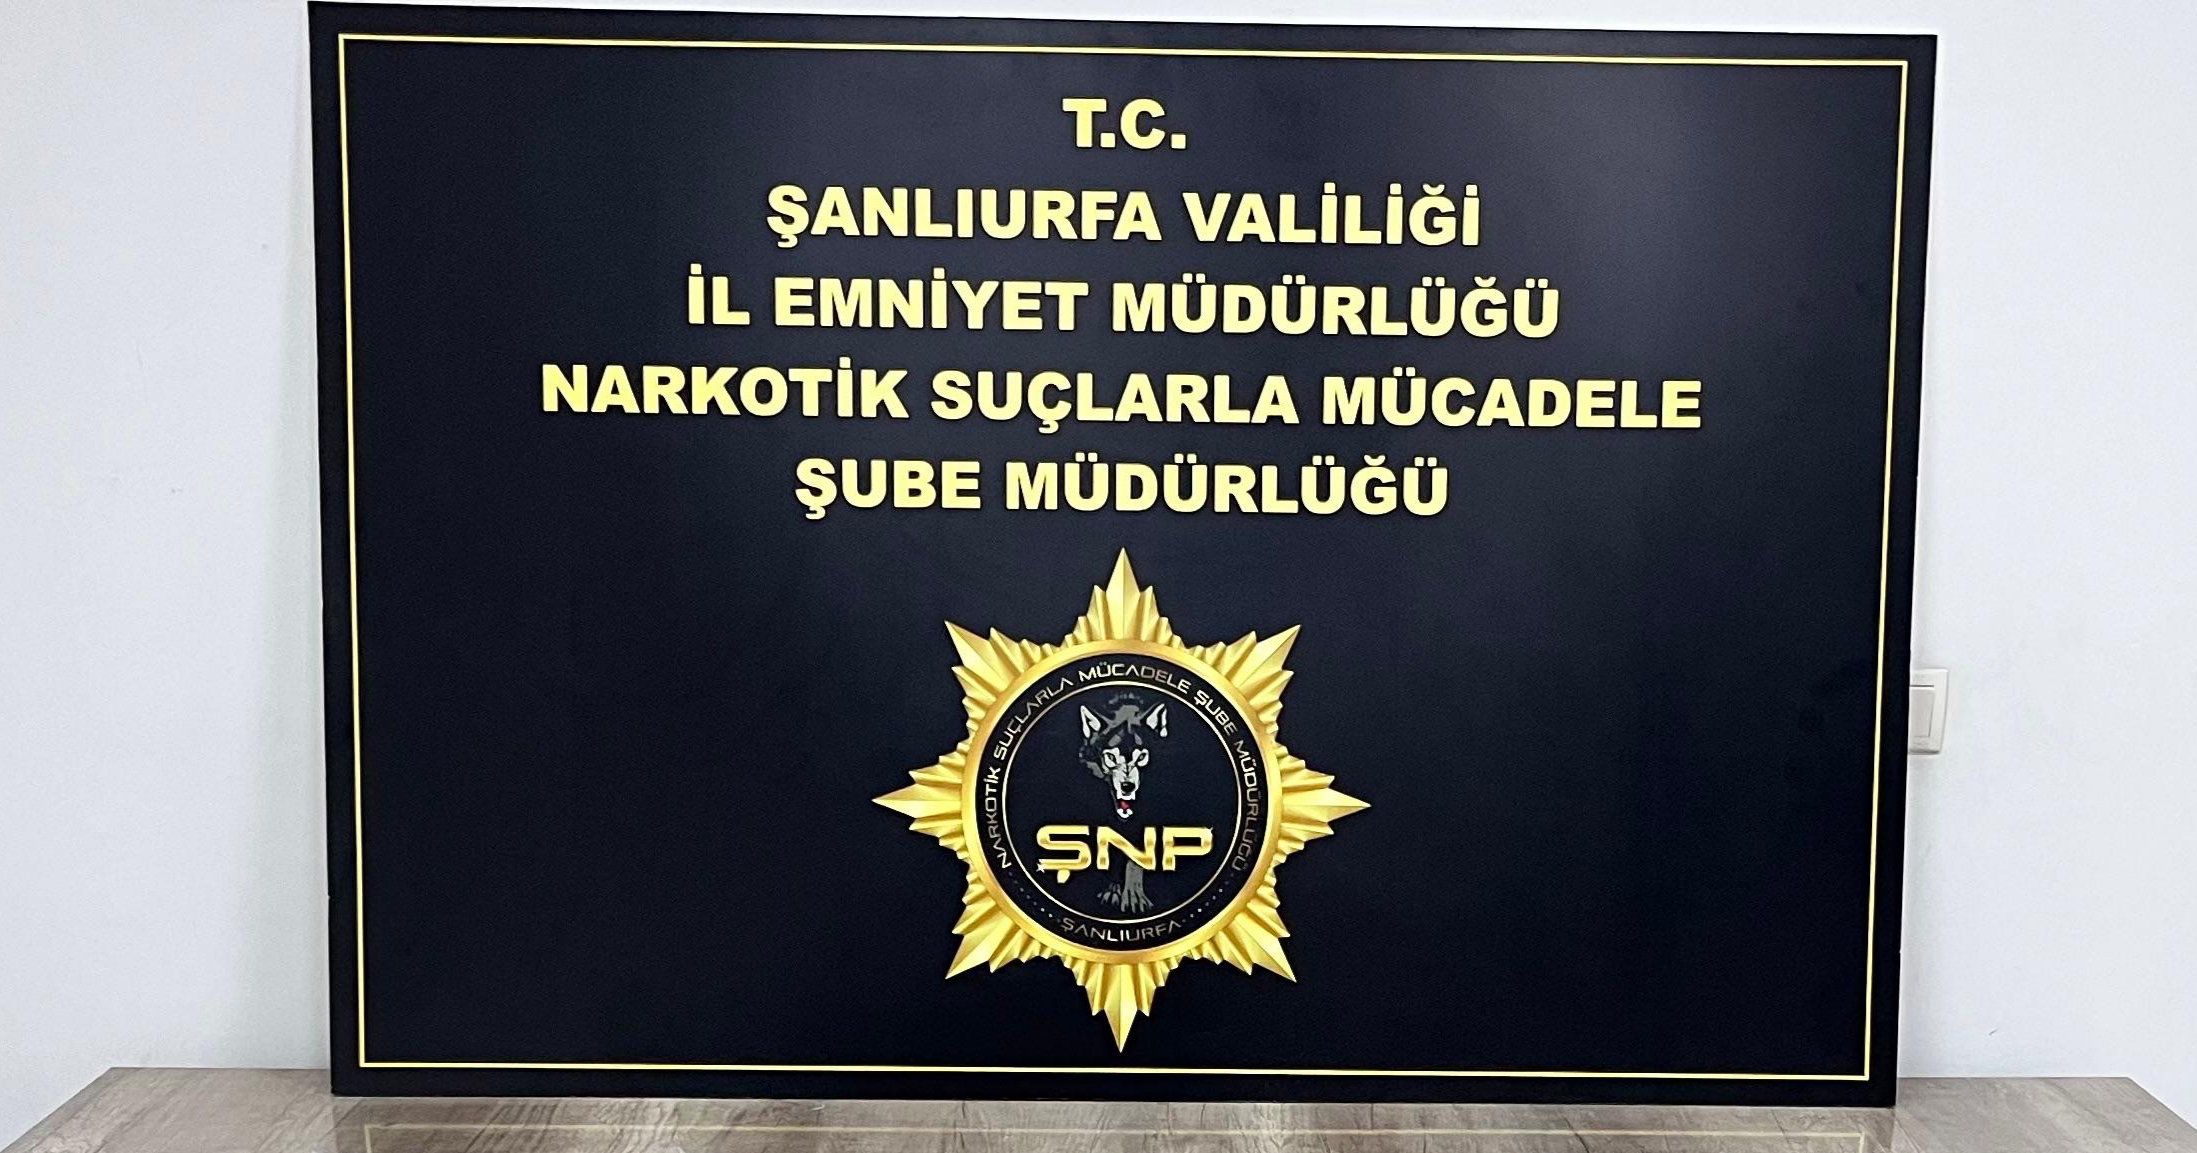 T.C.
ŞANLIURFA VALİLİĞİ
İL EMNİYET MÜDÜRLÜĞÜ
NARKOTİK SUÇLARLA MÜCADELE
ŞUBE MÜDÜRLÜĞÜ
NARKOTİK SUÇLARLA MÜCADELE ŞUBE MÜDÜRLÜĞÜ
ŞNP
ŞANLIURFA